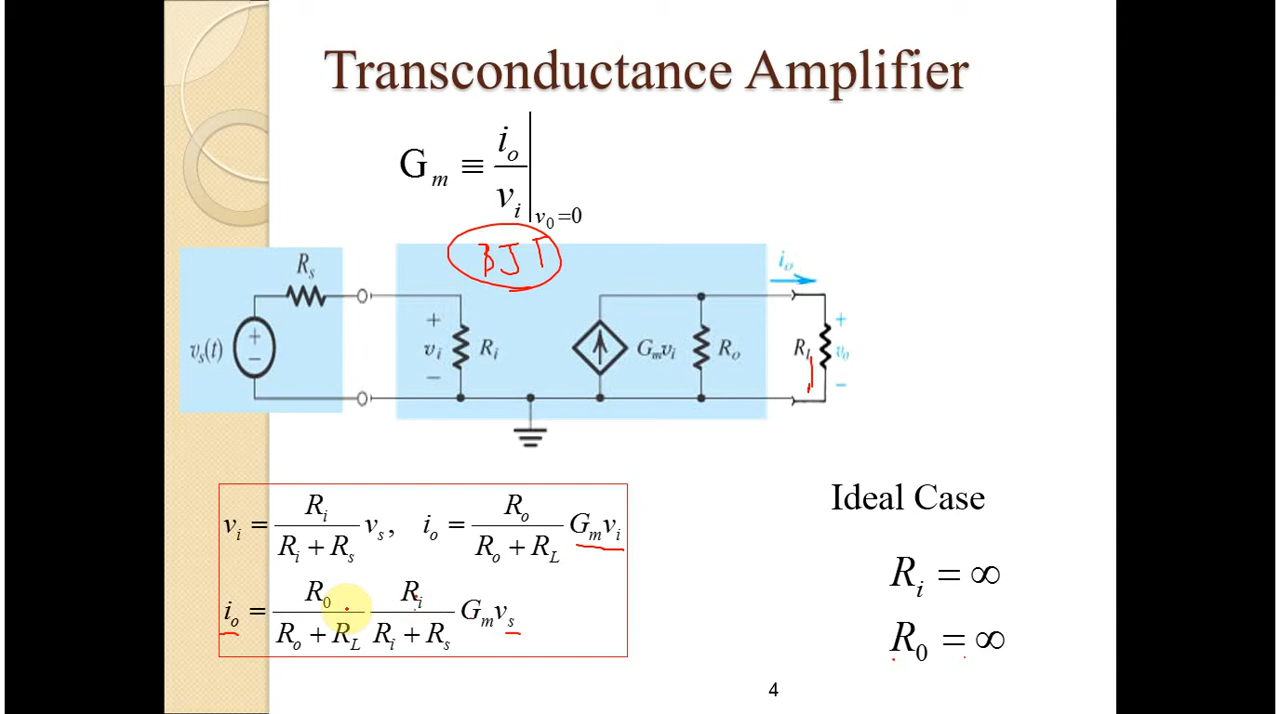 Transconductance Amplifier
G_m ≡ i_o / v_i |_{v_0=0}
BJT
R_s
v_s(t)
+
−
+
v_i
−
R_i
G_m v_i
R_o
i_o
R_L
+
v_o
−
v_i = R_i / (R_i + R_s) v_s, i_o = R_o / (R_o + R_L) G_m v_i
i_o = R_0 / (R_o + R_L) R_i / (R_i + R_s) G_m v_s
Ideal Case
R_i = ∞
R_0 = ∞
4